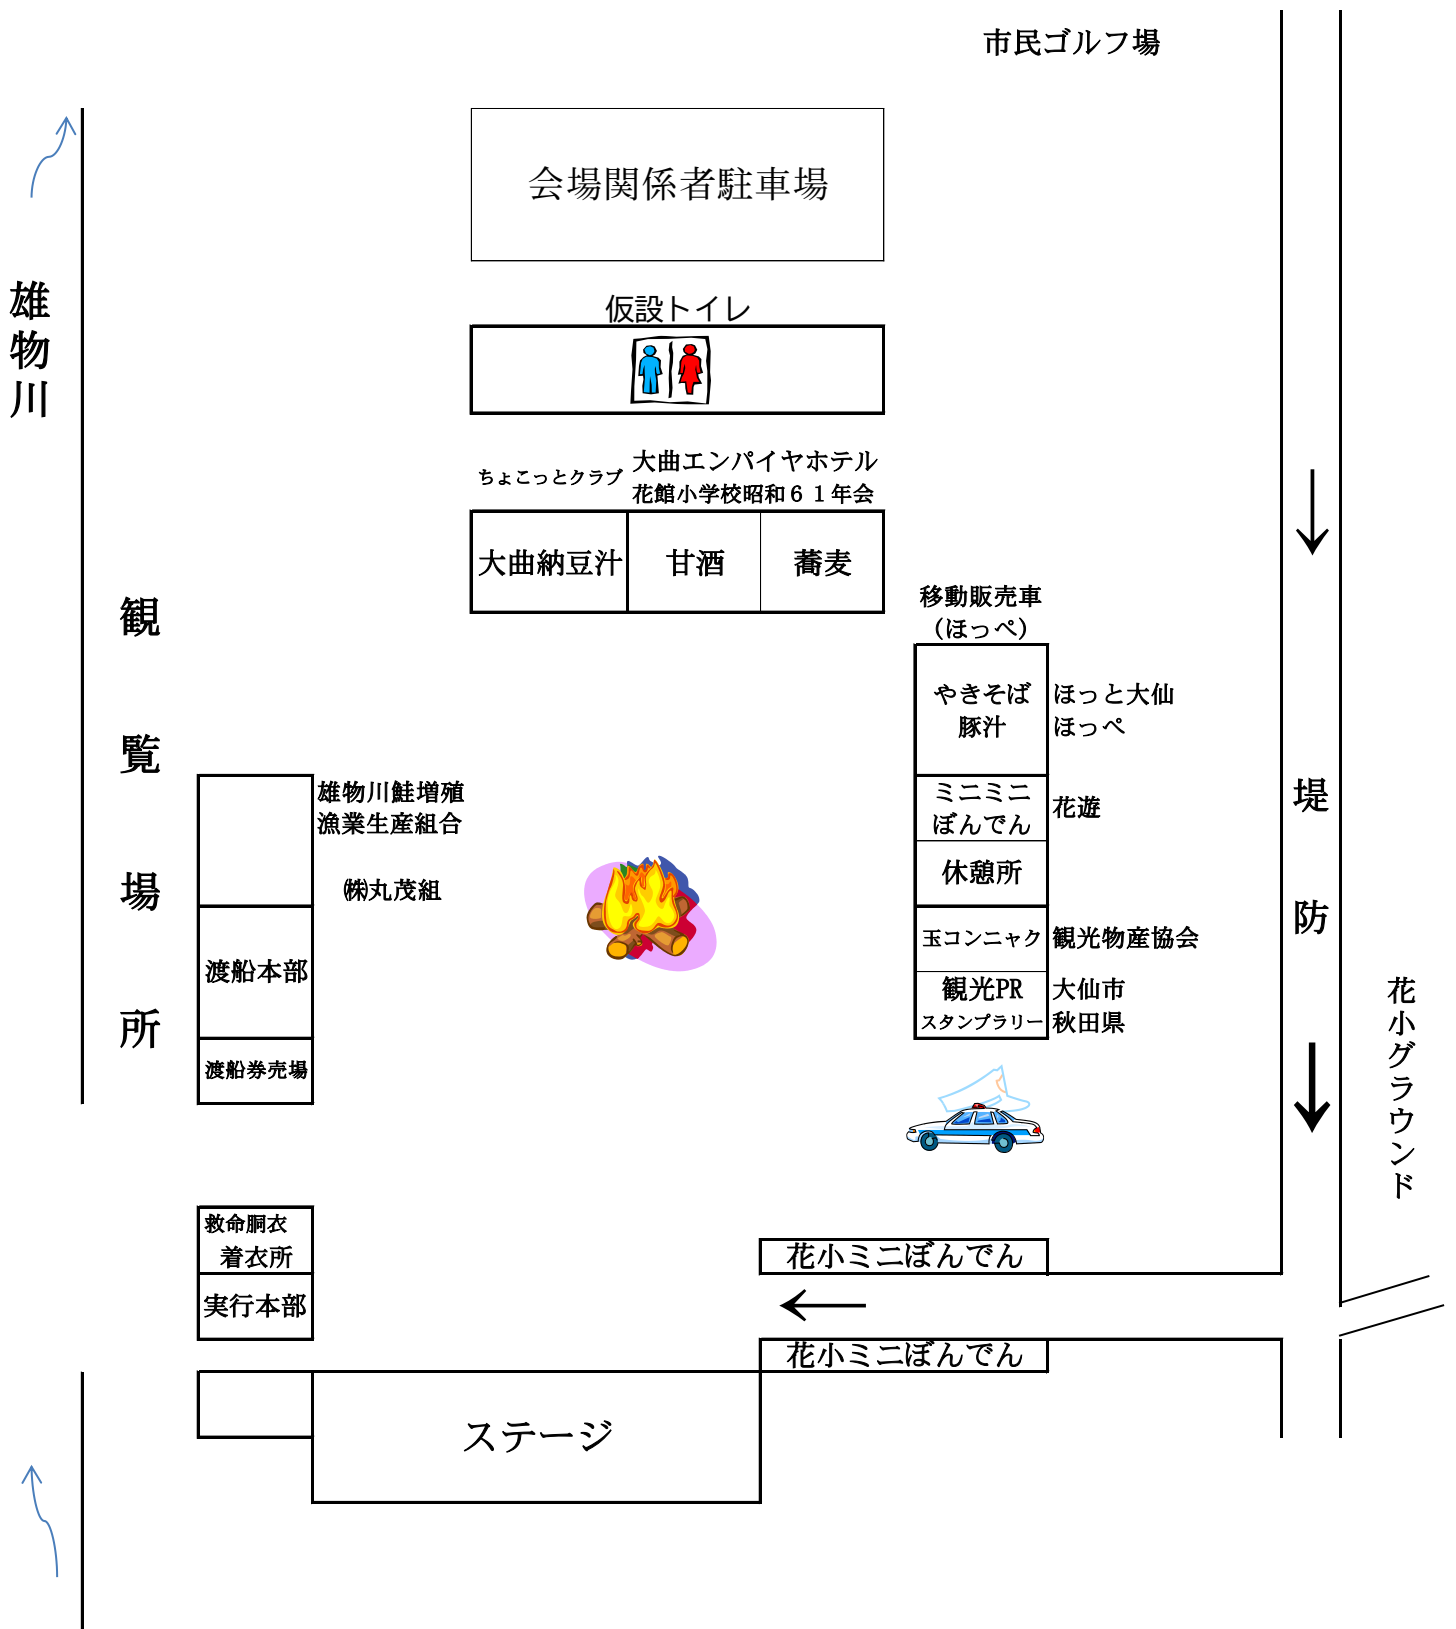 市民ゴルフ場
会場関係者駐車場
雄物川
仮設トイレ
ちょこっとクラブ
大曲エンパイヤホテル
花館小学校昭和６１年会
大曲納豆汁
甘酒
蕎麦
移動販売車
（ほっぺ）
観覧場所
やきそば
豚汁
ほっと大仙
ほっぺ
雄物川鮭増殖
漁業生産組合
㈱丸茂組
ミニミニ
ぼんでん
花遊
休憩所
堤防
渡船本部
玉コンニャク
観光物産協会
観光PR
スタンプラリー
大仙市
秋田県
渡船券売場
花小グラウンド
救命胴衣
着衣所
実行本部
花小ミニぼんでん
花小ミニぼんでん
ステージ